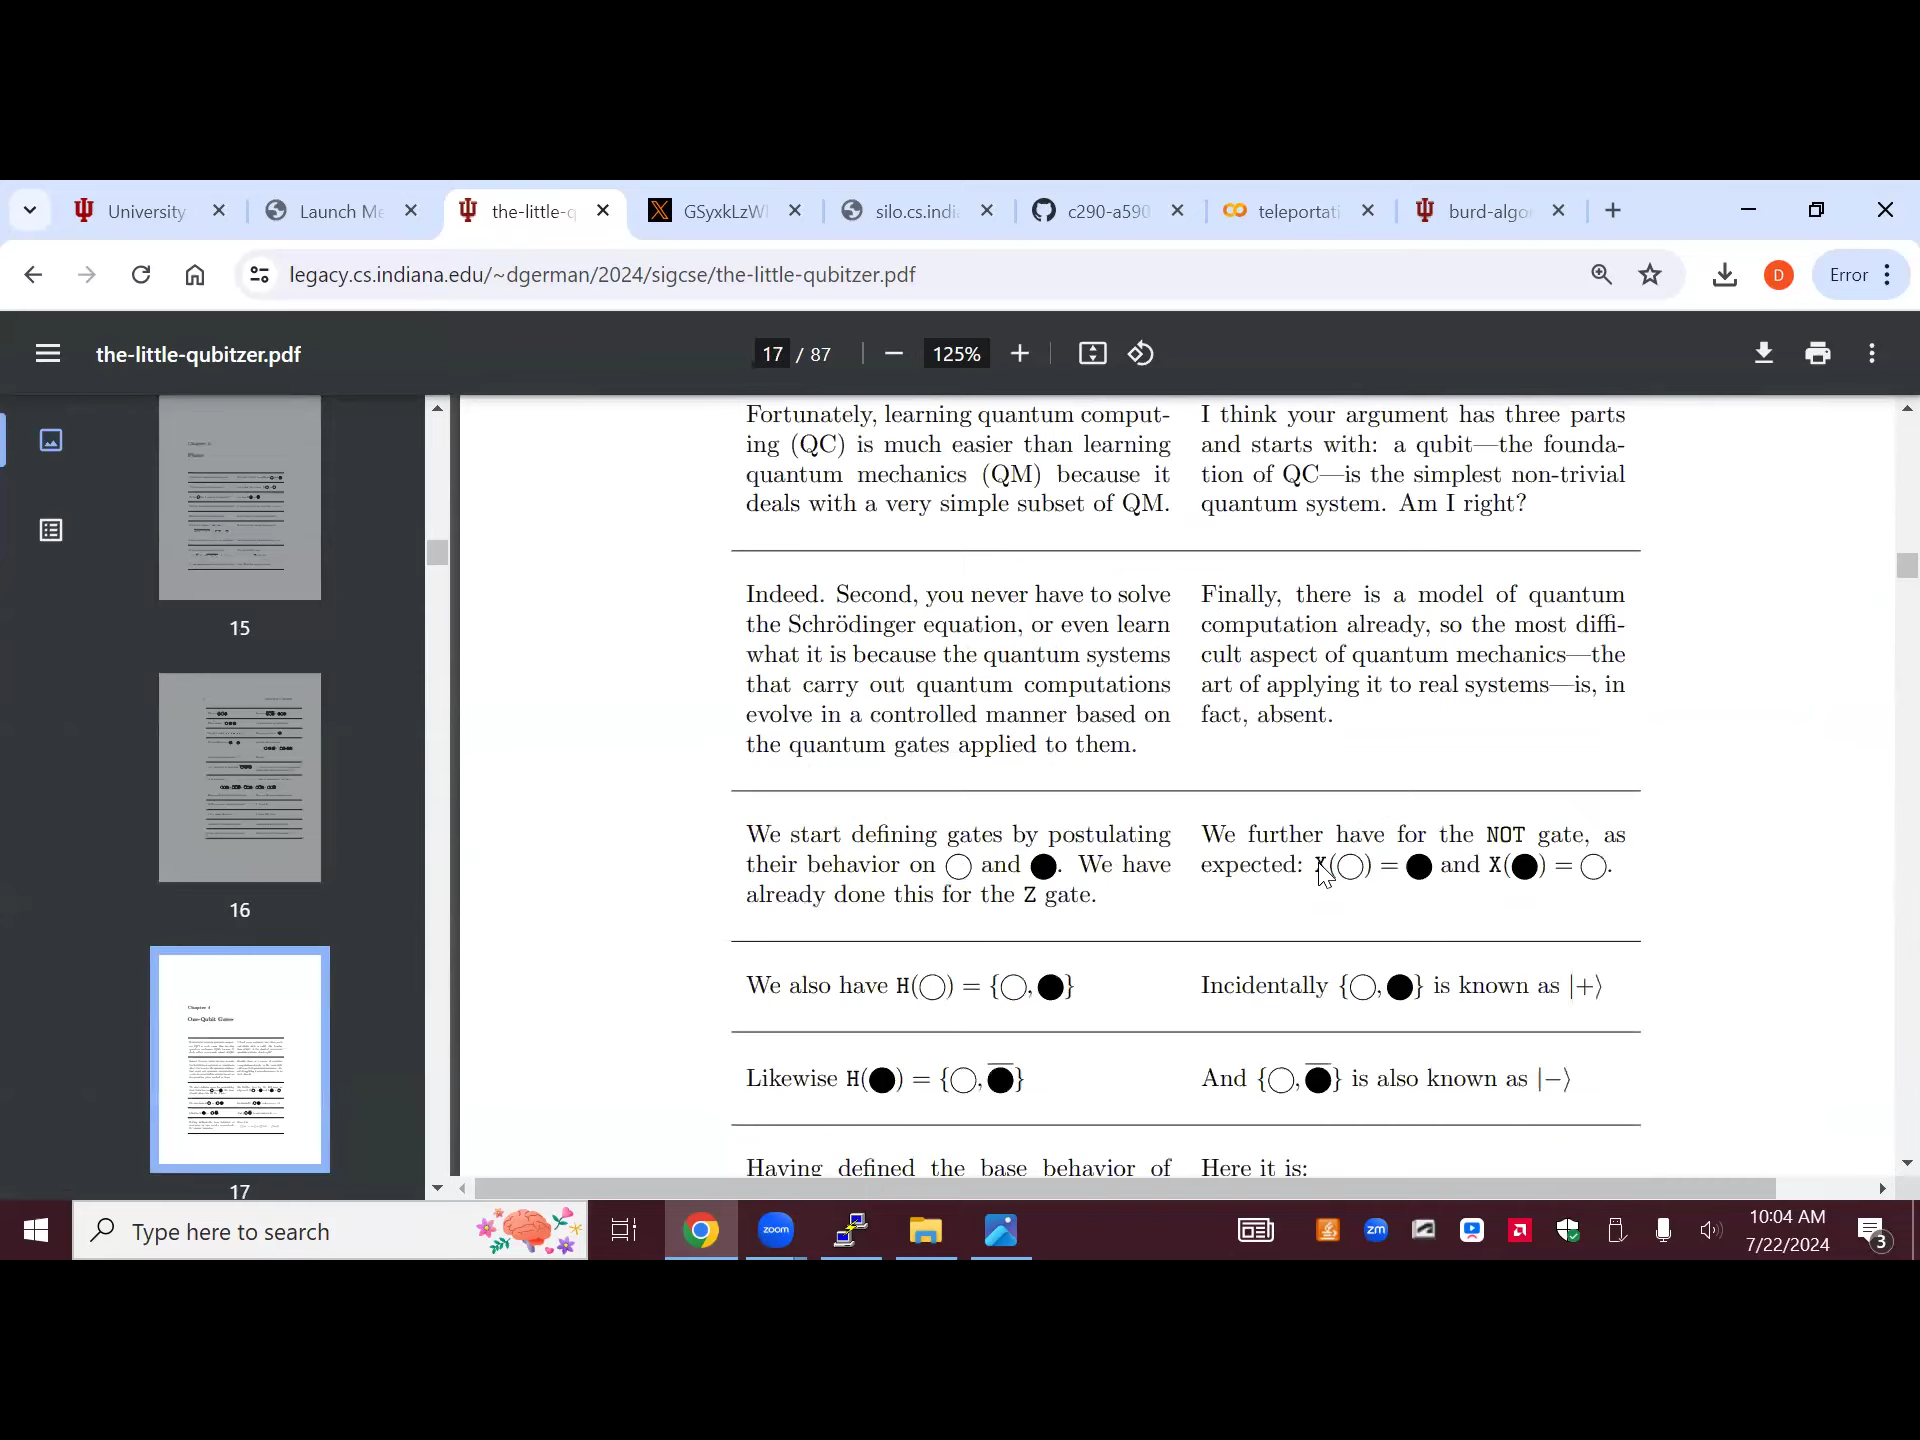 University
Launch Me
the-little-q
GSyxkLzW
silo.cs.indi
c290-a590
teleportati
burd-algo
legacy.cs.indiana.edu/~dgerman/2024/sigcse/the-little-qubitzer.pdf
D
Error
the-little-qubitzer.pdf
17 / 87
125%
15
16
17
Fortunately, learning quantum comput-
ing (QC) is much easier than learning
quantum mechanics (QM) because it
deals with a very simple subset of QM.
I think your argument has three parts
and starts with: a qubit—the founda-
tion of QC—is the simplest non-trivial
quantum system. Am I right?
Indeed. Second, you never have to solve
the Schrödinger equation, or even learn
what it is because the quantum systems
that carry out quantum computations
evolve in a controlled manner based on
the quantum gates applied to them.
Finally, there is a model of quantum
computation already, so the most diffi-
cult aspect of quantum mechanics—the
art of applying it to real systems—is, in
fact, absent.
We start defining gates by postulating
their behavior on ○ and ●. We have
already done this for the Z gate.
We further have for the NOT gate, as
expected: X(○) = ● and X(●) = ○.
We also have H(○) = {○, ●}
Incidentally {○, ●} is known as |+⟩
Likewise H(●) = {○, ●̅}
And {○, ●̅} is also known as |−⟩
Having defined the base behavior of
Here it is:
Type here to search
zoom
zm
10:04 AM
7/22/2024
3